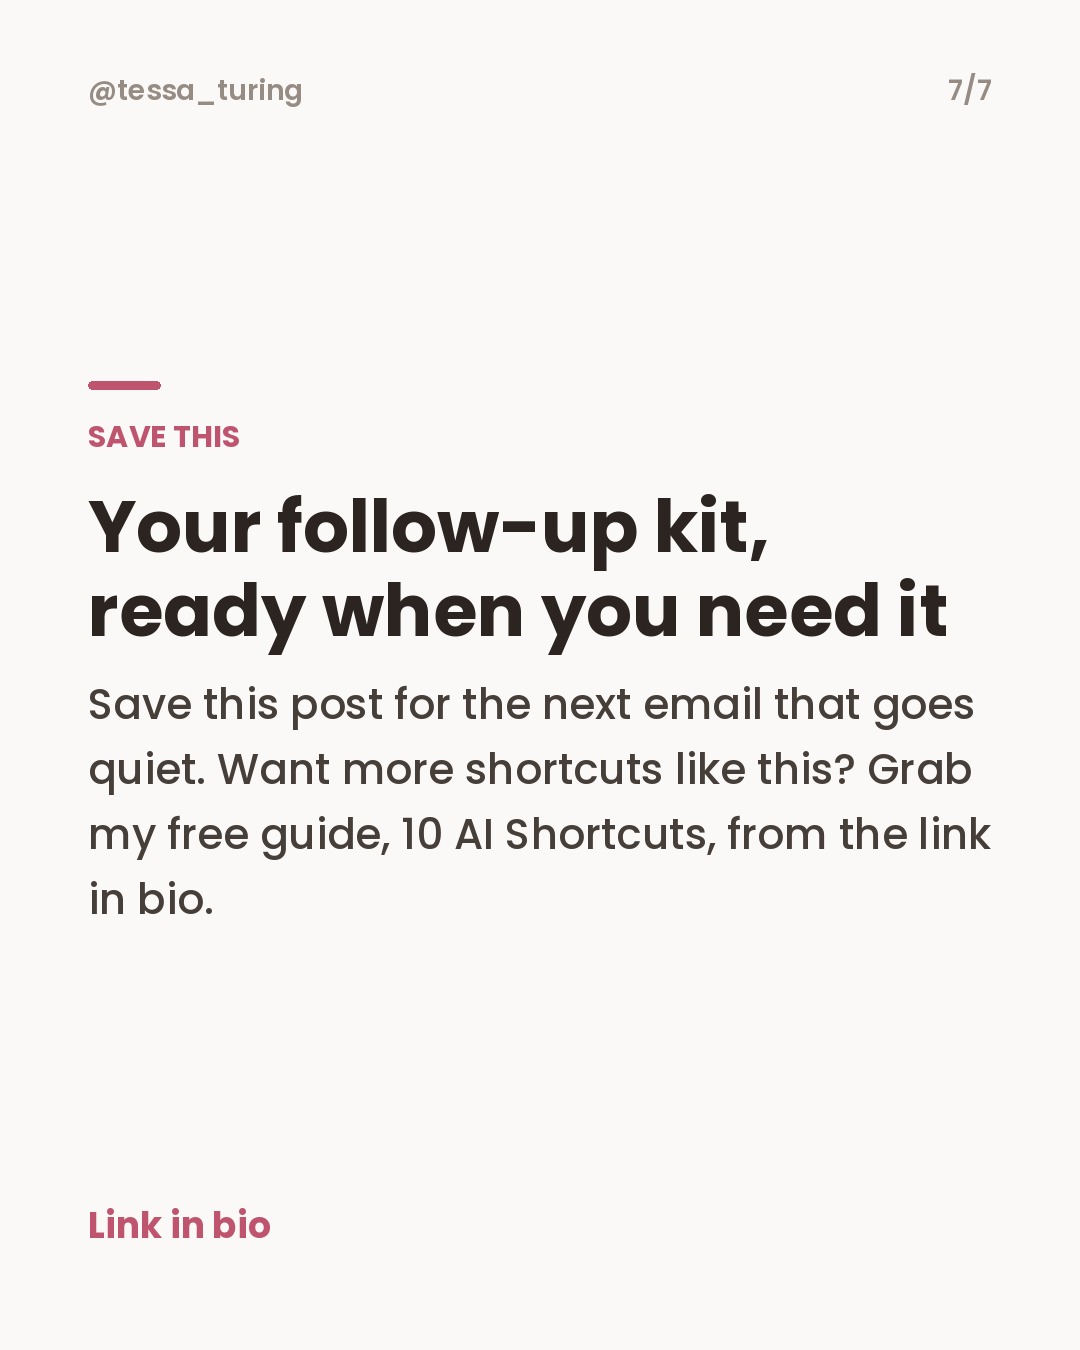 @tessa_turing
7/7
SAVE THIS
Your follow-up kit,
ready when you need it
Save this post for the next email that goes
quiet. Want more shortcuts like this? Grab
my free guide, 10 AI Shortcuts, from the link
in bio.
Link in bio